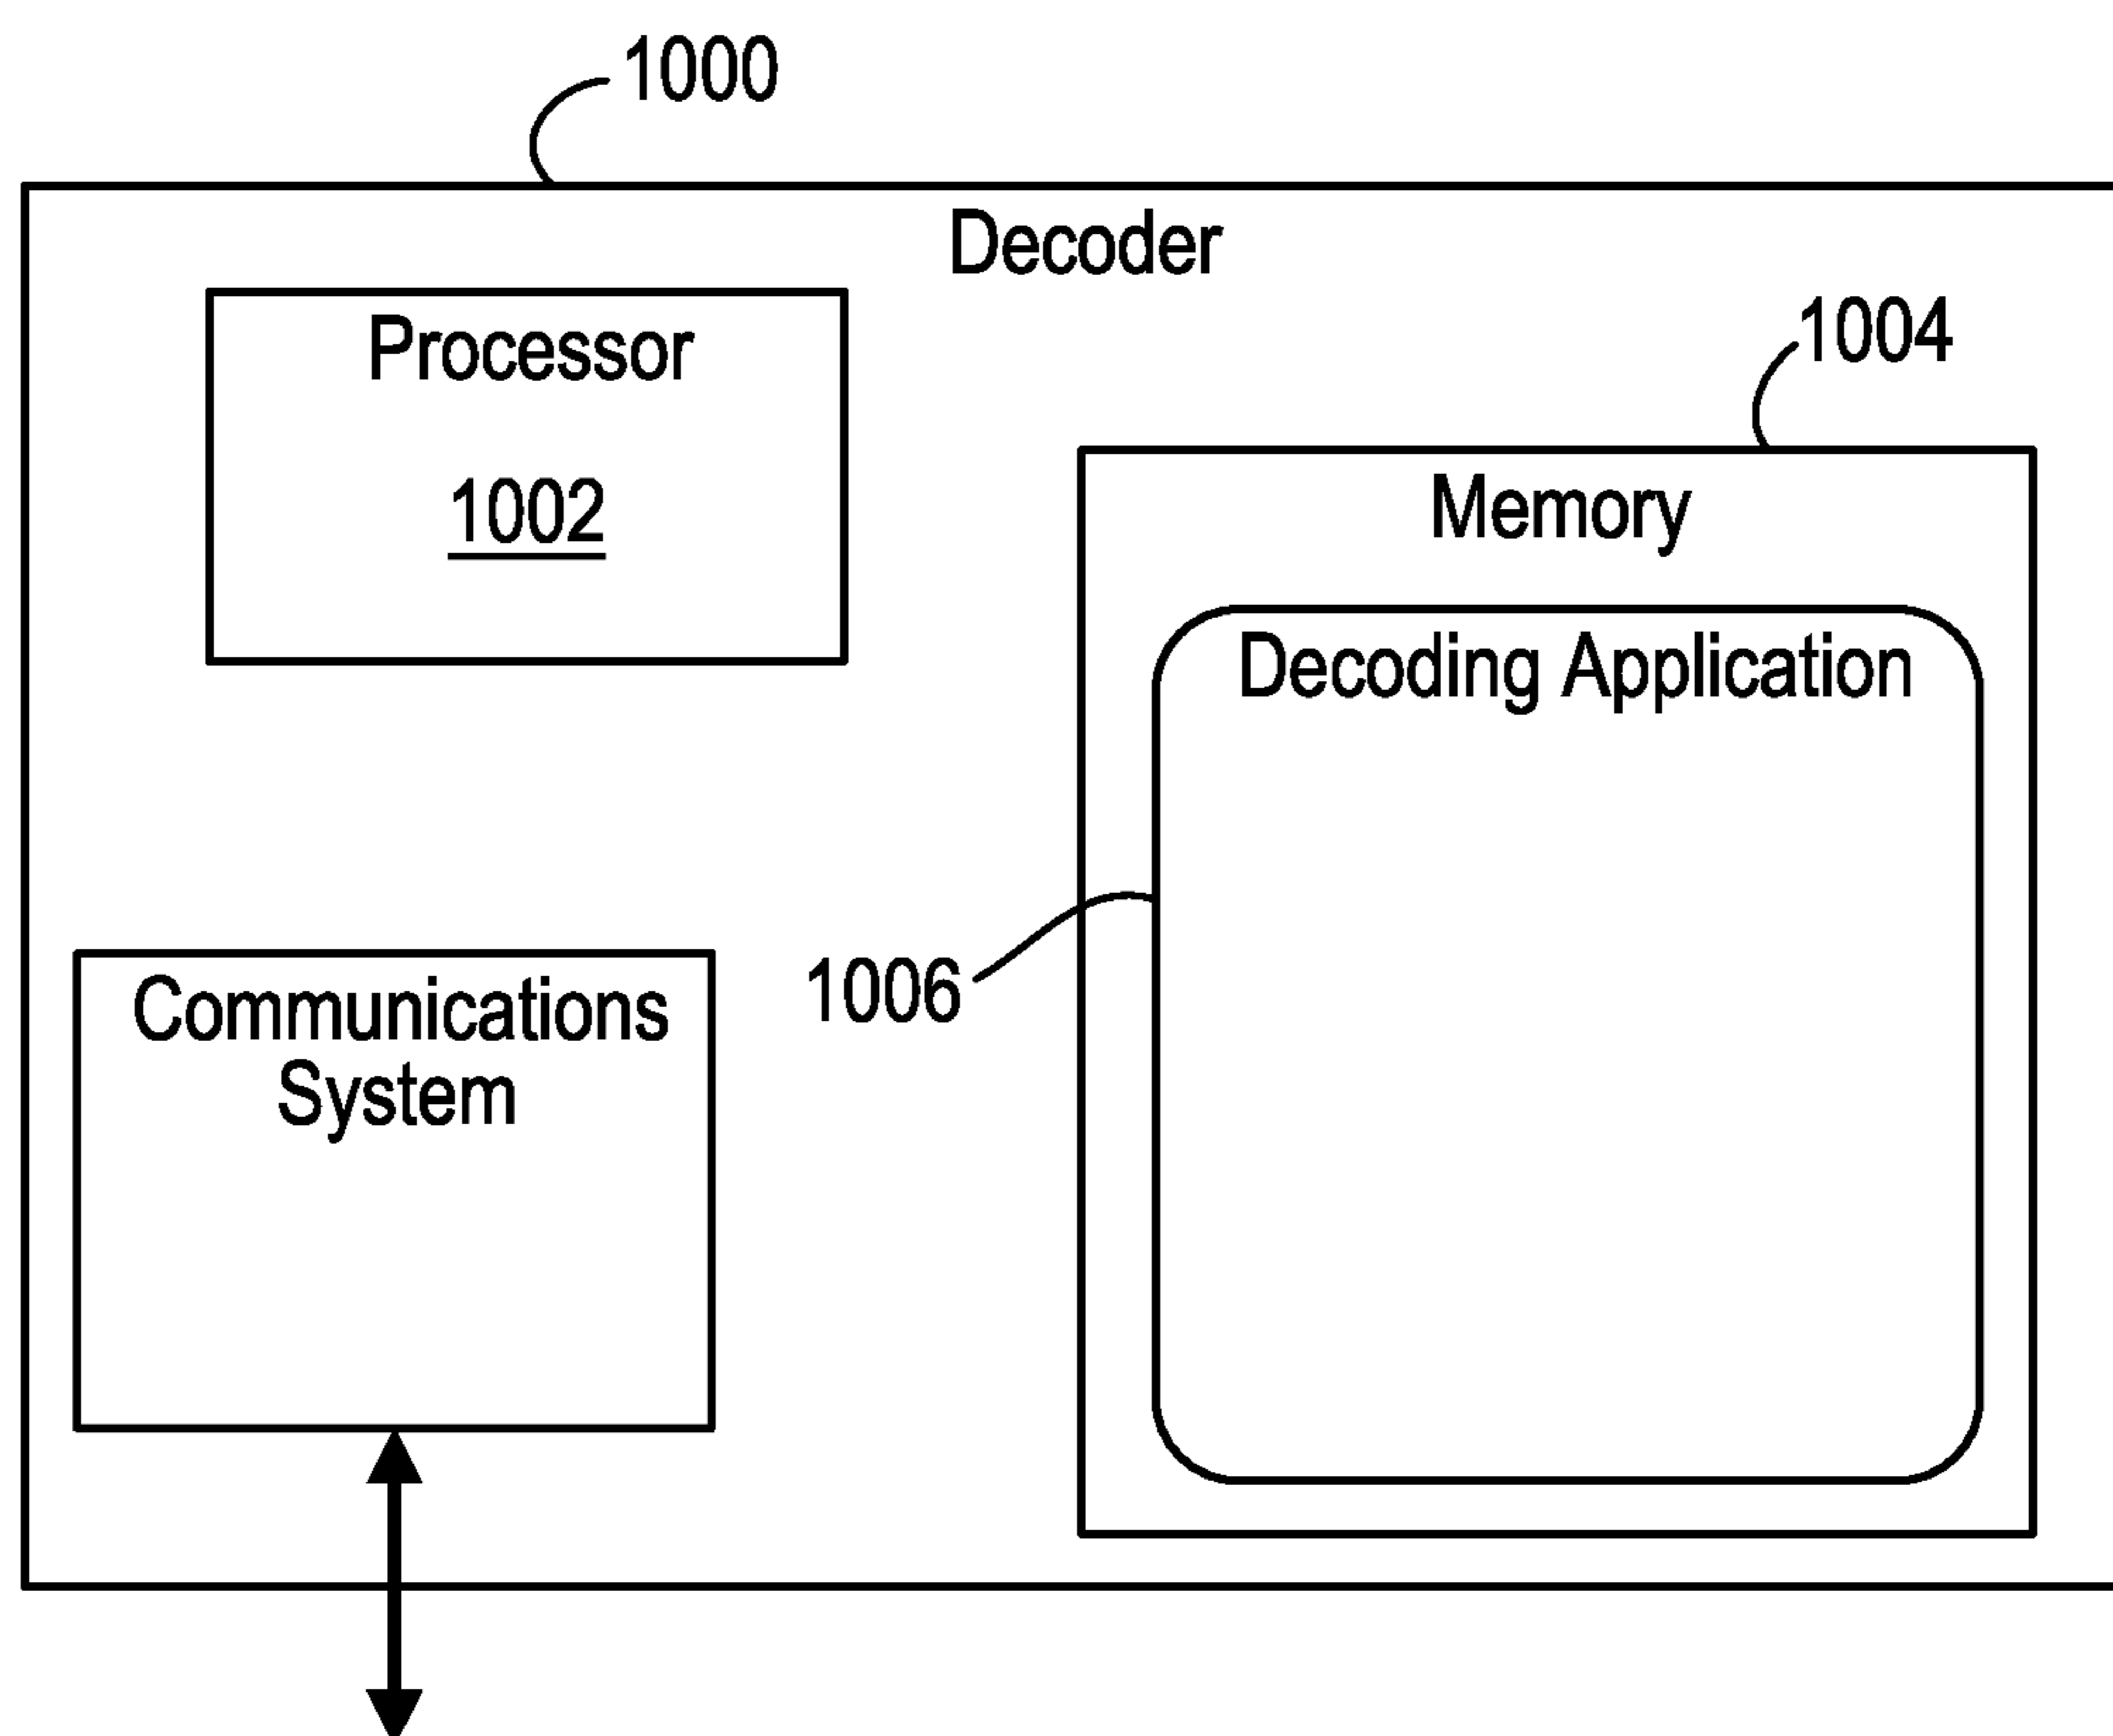 1000
Decoder
Processor
1002
1004
Memory
Decoding Application
1006
Communications
System